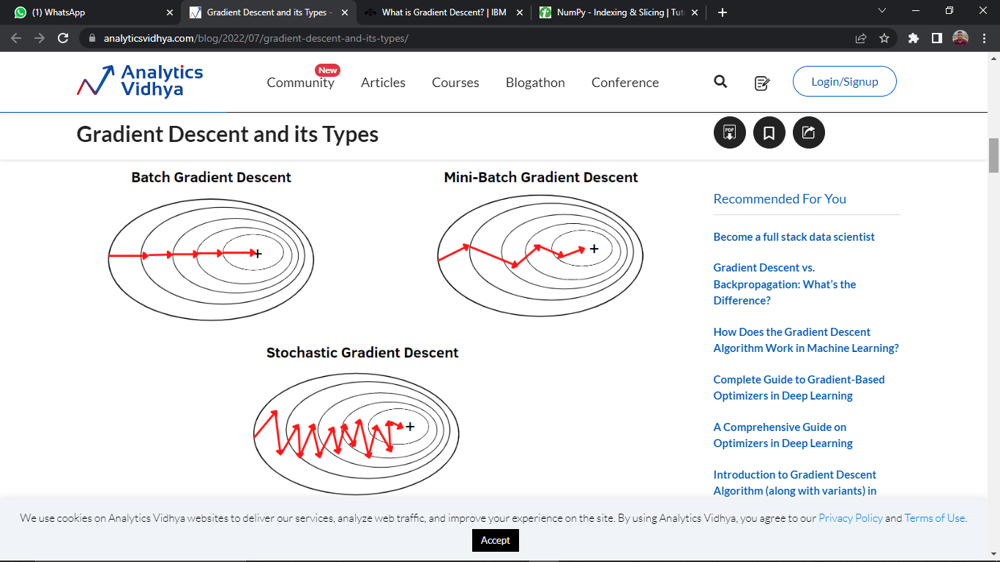 (1) WhatsApp
Gradient Descent and its Types -
What is Gradient Descent? | IBM
NumPy - Indexing & Slicing | Tut
analyticsvidhya.com/blog/2022/07/gradient-descent-and-its-types/
Analytics
Vidhya
New
Community
Articles
Courses
Blogathon
Conference
Login/Signup
Gradient Descent and its Types
PDF
Batch Gradient Descent
Mini-Batch Gradient Descent
Stochastic Gradient Descent
Recommended For You
Become a full stack data scientist
Gradient Descent vs.
Backpropagation: What's the
Difference?
How Does the Gradient Descent
Algorithm Work in Machine Learning?
Complete Guide to Gradient-Based
Optimizers in Deep Learning
A Comprehensive Guide on
Optimizers in Deep Learning
Introduction to Gradient Descent
Algorithm (along with variants) in
We use cookies on Analytics Vidhya websites to deliver our services, analyze web traffic, and improve your experience on the site. By using Analytics Vidhya, you agree to our Privacy Policy and Terms of Use.
Accept